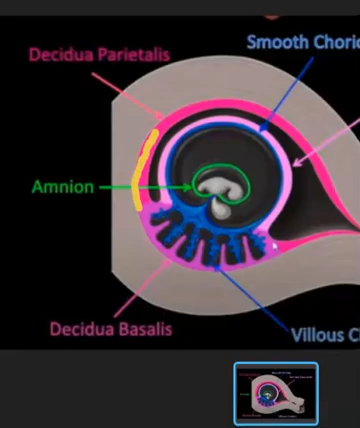 Smooth Chorio
Decidua Parietalis
Amnion
Decidua Basalis
Villous C